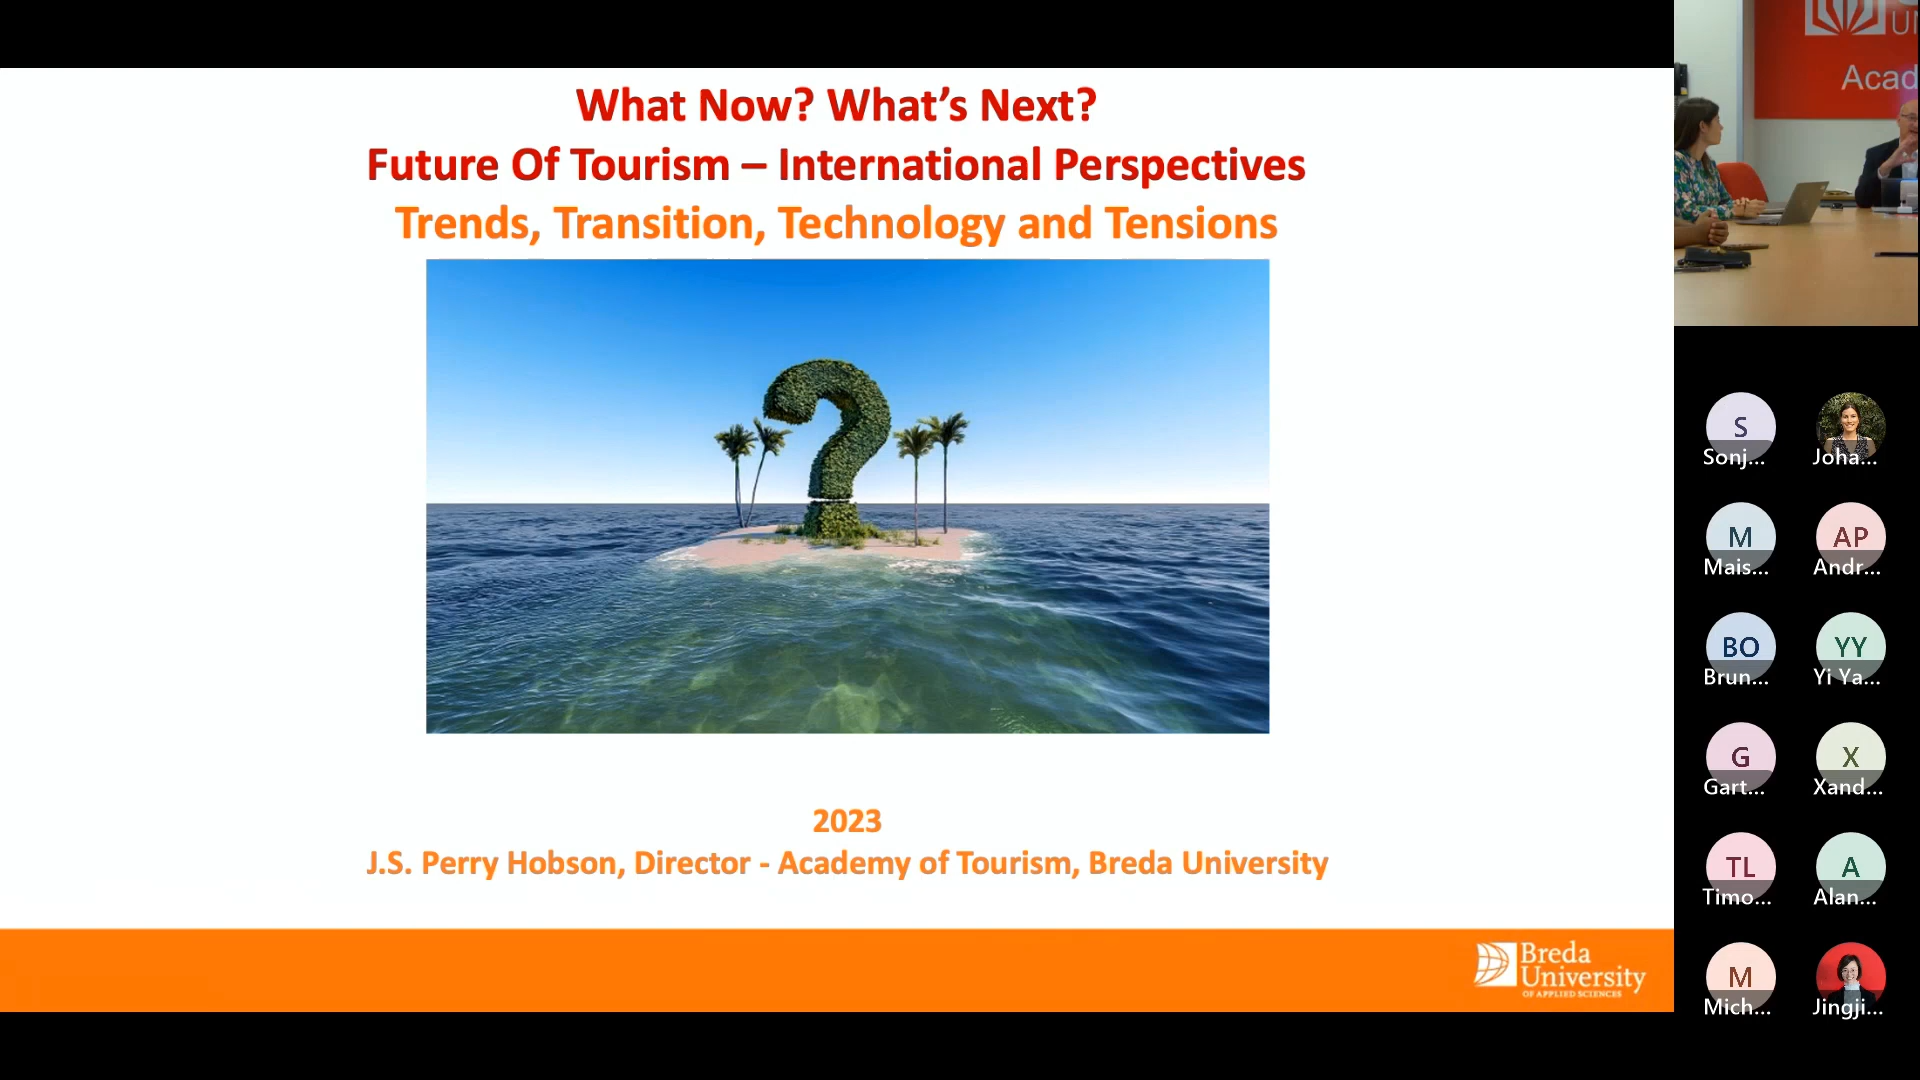 What Now? What’s Next?
Future Of Tourism – International Perspectives
Trends, Transition, Technology and Tensions
2023
J.S. Perry Hobson, Director - Academy of Tourism, Breda University
Breda
University
OF APPLIED SCIENCES
UN
Acad
S
Sonj...
Joha...
M
Mais...
AP
Andr...
BO
Brun...
YY
Yi Ya...
G
Gart...
X
Xand...
TL
Timo...
A
Alan...
M
Mich...
Jingji...